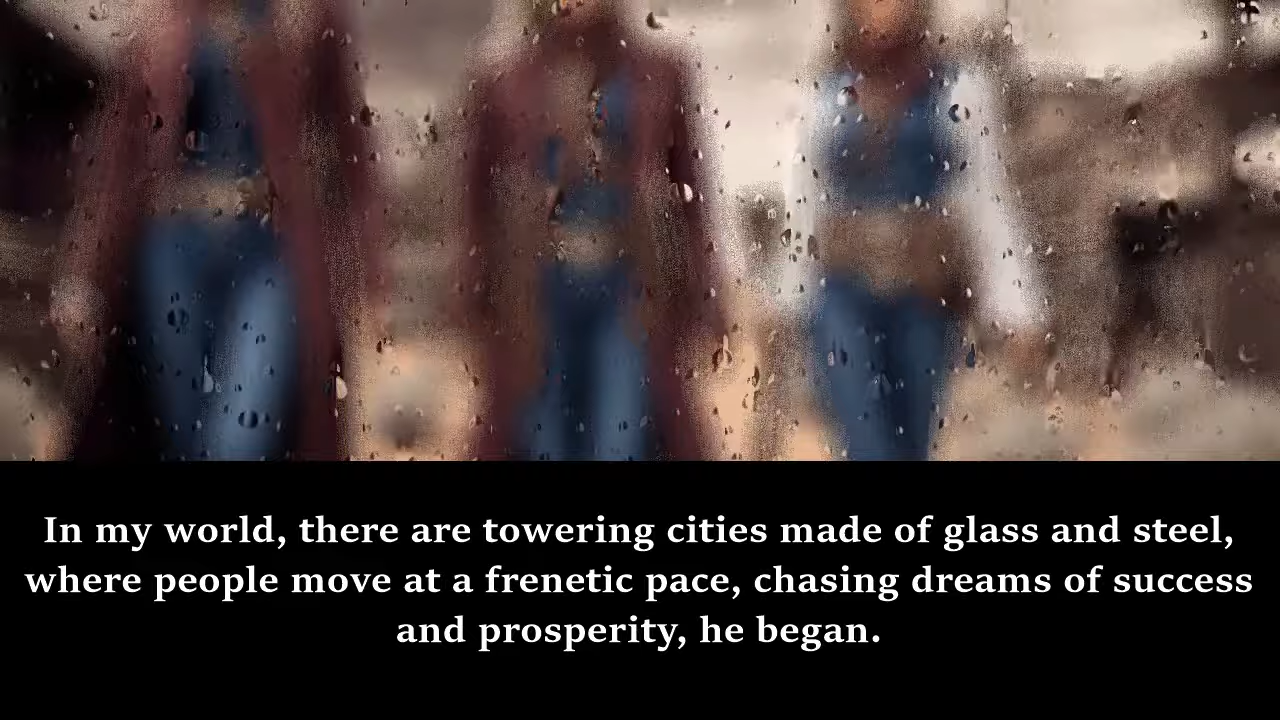 In my world, there are towering cities made of glass and steel,
where people move at a frenetic pace, chasing dreams of success
and prosperity, he began.